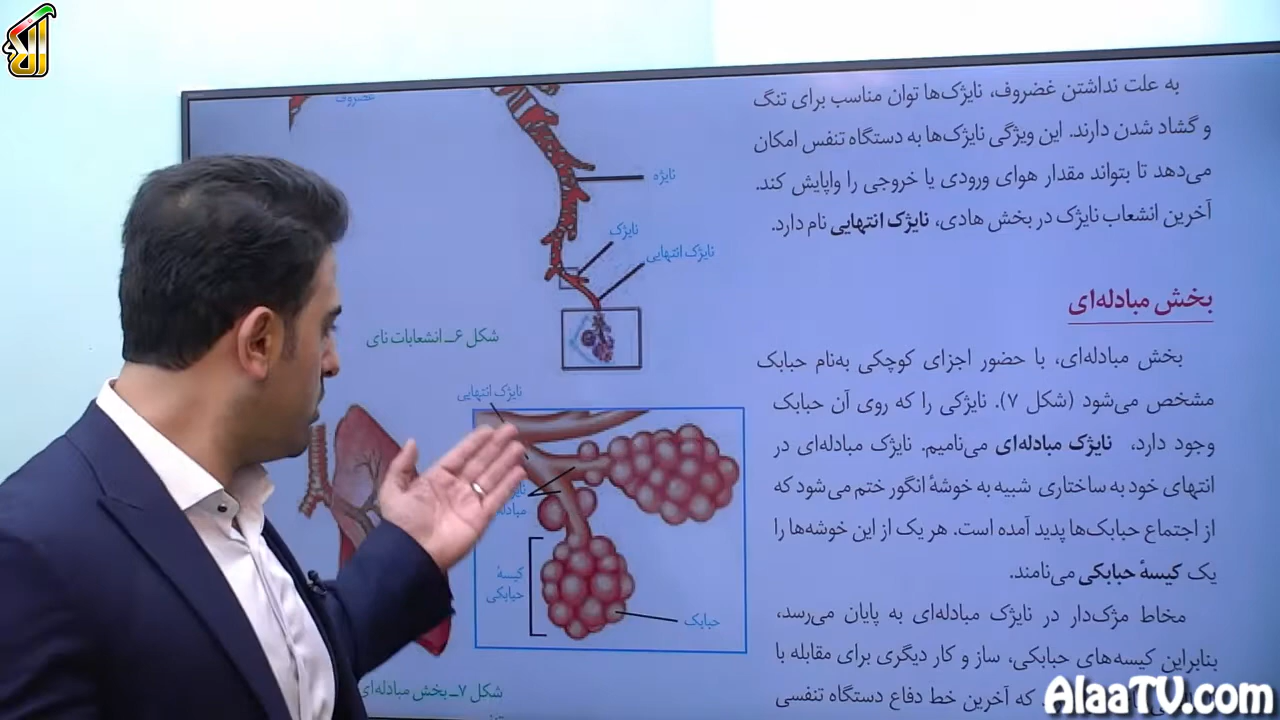 آلاء
به علت نداشتن غضروف، نایژک‌ها توان مناسب برای تنگ
و گشاد شدن دارند. این ویژگی نایژک‌ها به دستگاه تنفس امکان
می‌دهد تا بتواند مقدار هوای ورودی یا خروجی را واپایش کند.
آخرین انشعاب نایژک در بخش هادی، نایژک انتهایی نام دارد.
بخش مبادله‌ای
بخش مبادله‌ای، با حضور اجزای کوچکی به‌نام حبابک
مشخص می‌شود (شکل ۷). نایژکی را که روی آن حبابک
وجود دارد، نایژک مبادله‌ای می‌نامیم. نایژک مبادله‌ای در
انتهای خود به ساختاری شبیه به خوشهٔ انگور ختم می‌شود که
از اجتماع حبابک‌ها پدید آمده است. هر یک از این خوشه‌ها را
یک کیسهٔ حبابکی می‌نامند.
مخاط مژک‌دار در نایژک مبادله‌ای به پایان می‌رسد،
بنابراین کیسه‌های حبابکی، ساز و کار دیگری برای مقابله با
که آخرین خط دفاع دستگاه تنفسی
غضروف
نایژه
نایژک
نایژک انتهایی
شکل ۶ـ انشعابات نای
نایژک انتهایی
کیسهٔ
حبابکی
حبابک
شکل ۷ـ بخش مبادله‌ای
AlaaTV.com